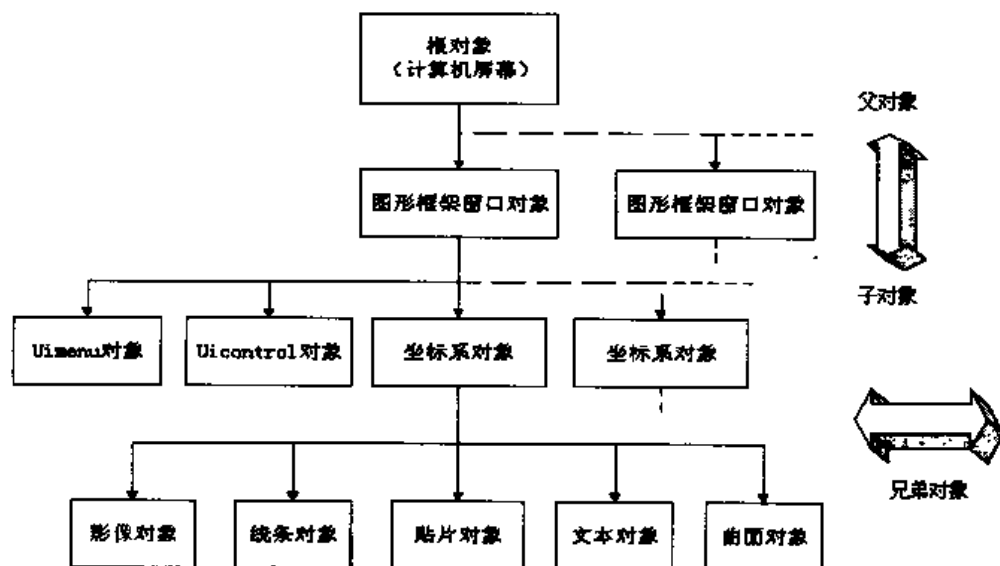 根对象
(计算机屏幕)
父对象
图形框架窗口对象
图形框架窗口对象
子对象
Uimenu对象
Uicontrol对象
坐标系对象
坐标系对象
兄弟对象
影像对象
线条对象
贴片对象
文本对象
曲面对象